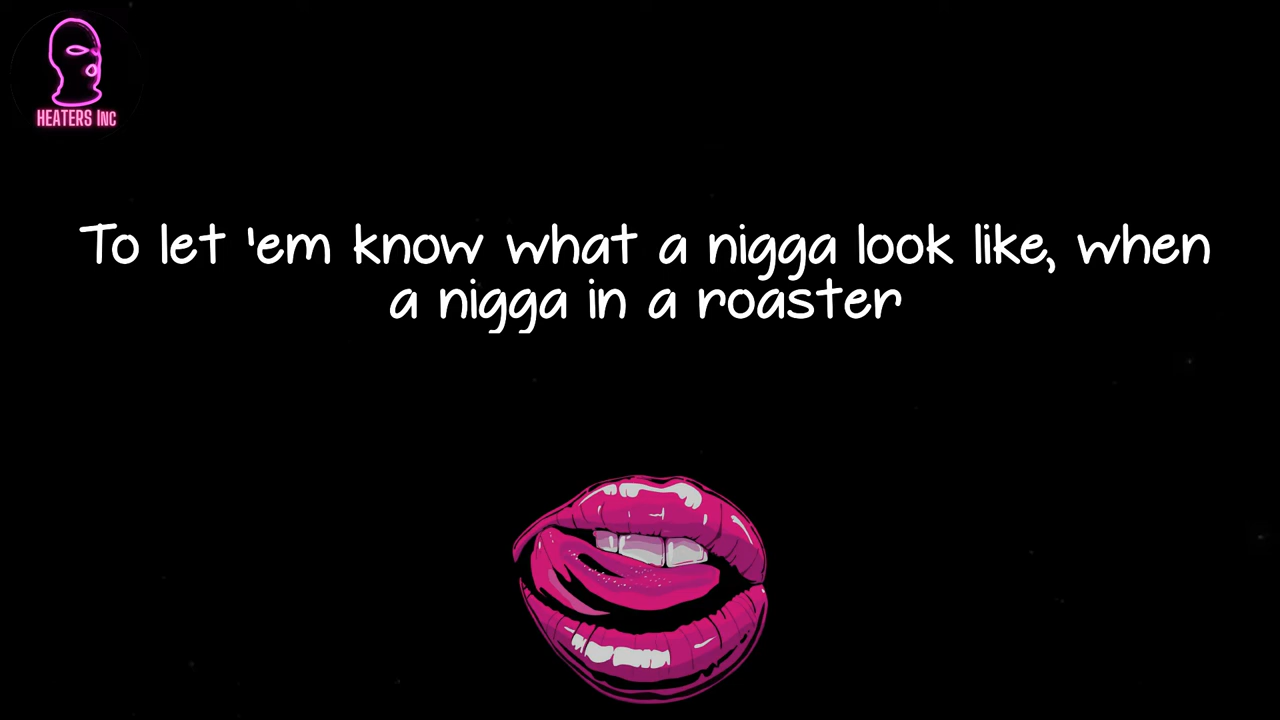 HEATERS INC
To let 'em know what a nigga look like, when
a nigga in a roaster